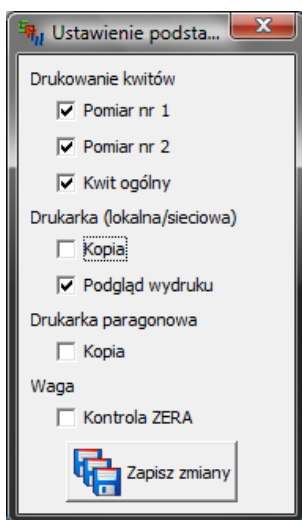 Ustawienie podsta...
Drukowanie kwitów
Pomiar nr 1
Pomiar nr 2
Kwit ogólny
Drukarka (lokalna/sieciowa)
Kopia
Podgląd wydruku
Drukarka paragonowa
Kopia
Waga
Kontrola ZERA
Zapisz zmiany